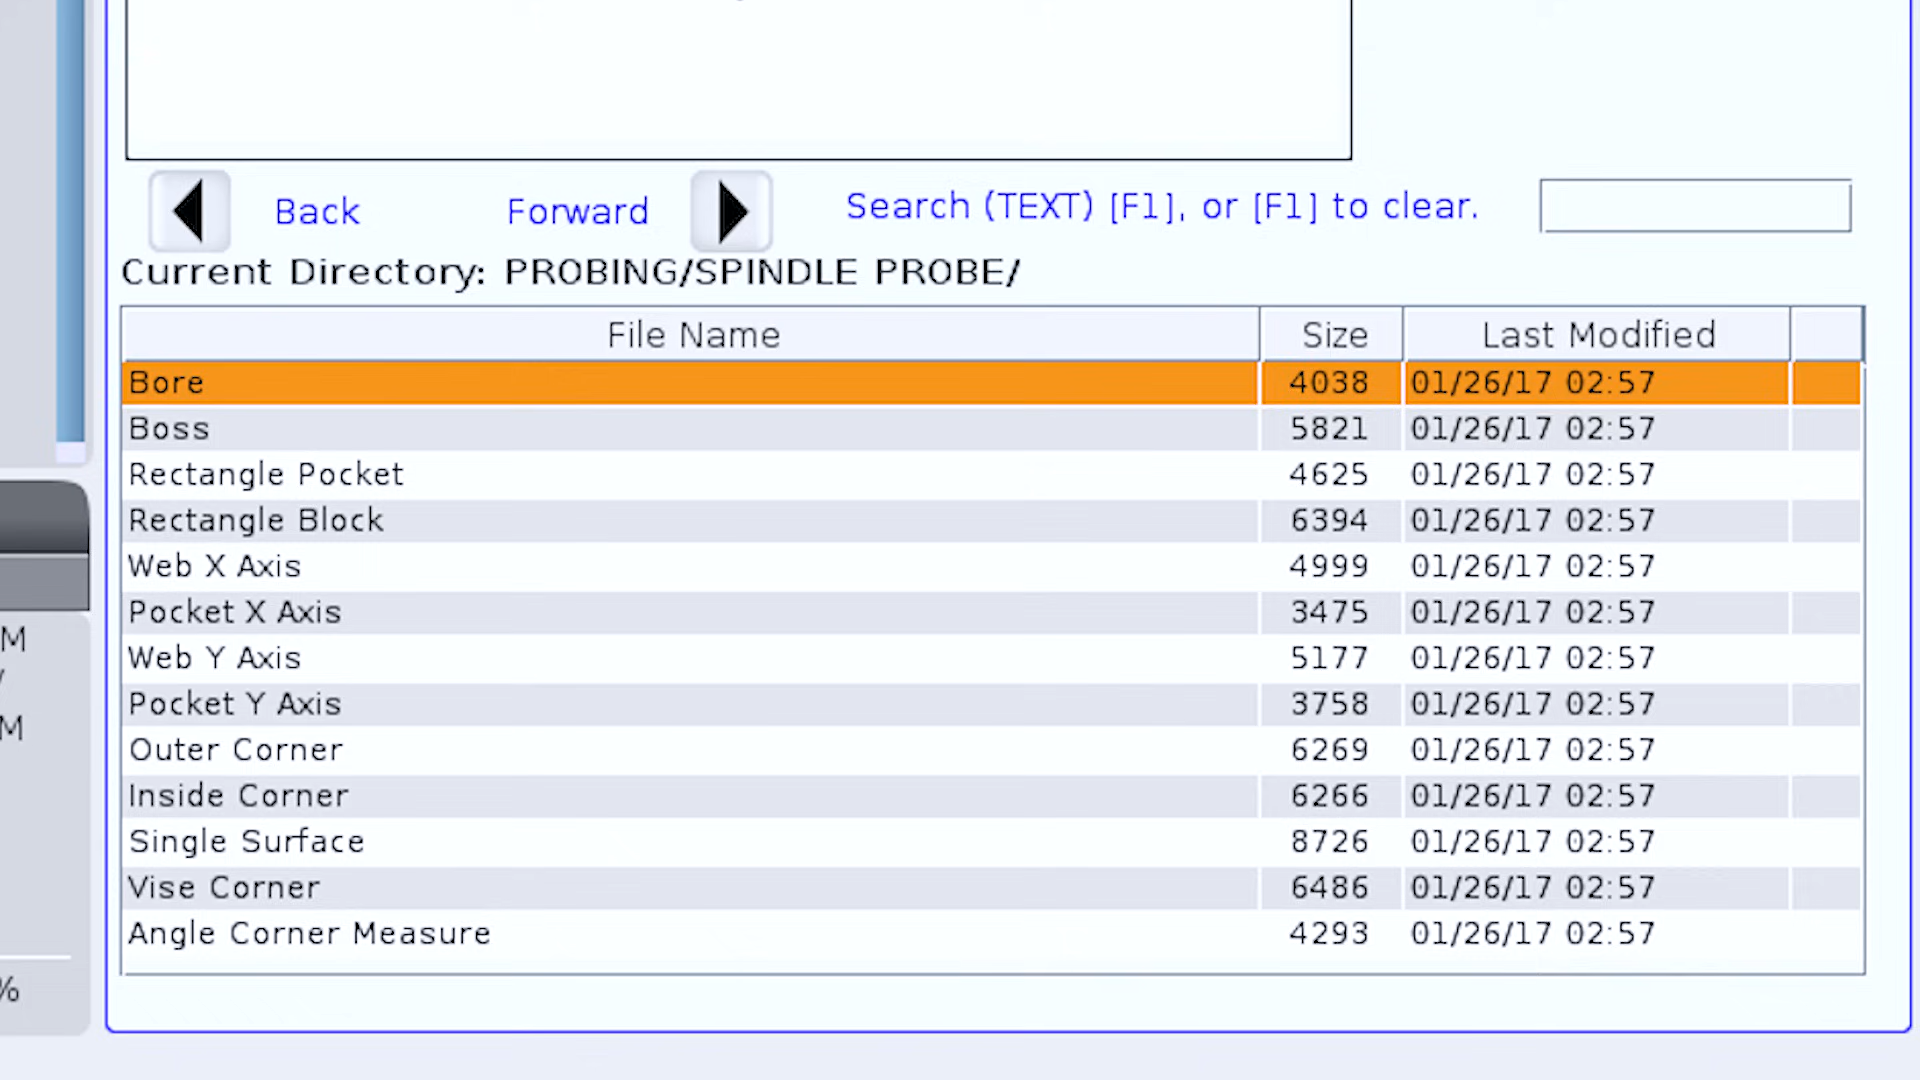 Back Forward Search (TEXT) [F1], or [F1] to clear.
Current Directory: PROBING/SPINDLE PROBE/
File Name Size Last Modified
Bore 4038 01/26/17 02:57
Boss 5821 01/26/17 02:57
Rectangle Pocket 4625 01/26/17 02:57
Rectangle Block 6394 01/26/17 02:57
Web X Axis 4999 01/26/17 02:57
Pocket X Axis 3475 01/26/17 02:57
M
Web Y Axis 5177 01/26/17 02:57
Pocket Y Axis 3758 01/26/17 02:57
M
Outer Corner 6269 01/26/17 02:57
Inside Corner 6266 01/26/17 02:57
Single Surface 8726 01/26/17 02:57
Vise Corner 6486 01/26/17 02:57
Angle Corner Measure 4293 01/26/17 02:57
%